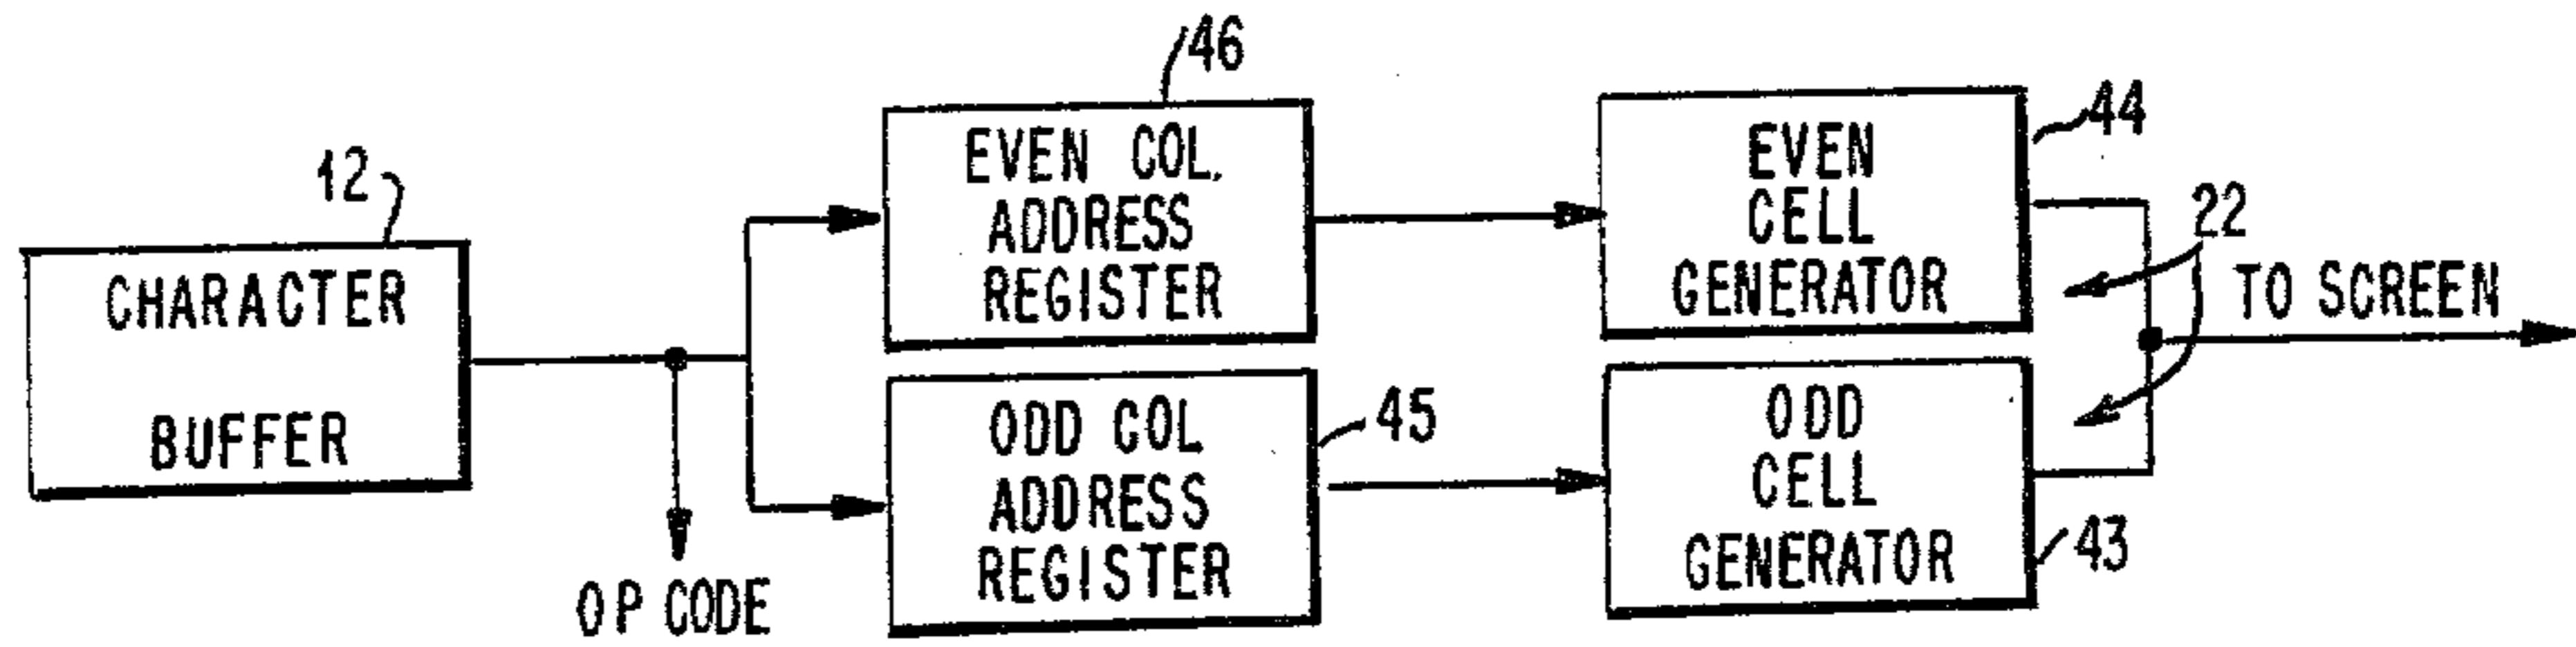 12
CHARACTER
BUFFER
OP CODE
46
EVEN COL.
ADDRESS
REGISTER
ODD COL
ADDRESS
REGISTER
45
EVEN
CELL
GENERATOR
44
ODD
CELL
GENERATOR
43
22
TO SCREEN